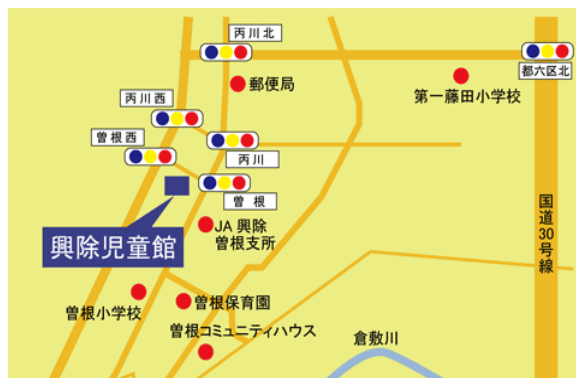 丙川北
郵便局
都六区北
第一藤田小学校
丙川西
曽根西
丙川
曽根
国道30号線
JA 興除
曽根支所
興除児童館
曽根小学校
曽根保育園
曽根コミュニティハウス
倉敷川